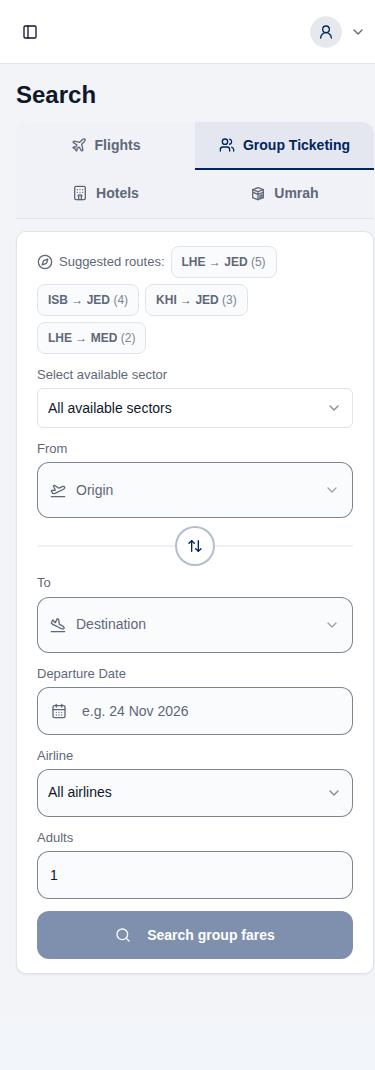 Search
Flights
Group Ticketing
Hotels
Umrah
Suggested routes: LHE → JED (5)
ISB → JED (4) KHI → JED (3)
LHE → MED (2)
Select available sector
All available sectors
From
Origin
To
Destination
Departure Date
e.g. 24 Nov 2026
Airline
All airlines
Adults
1
Search group fares